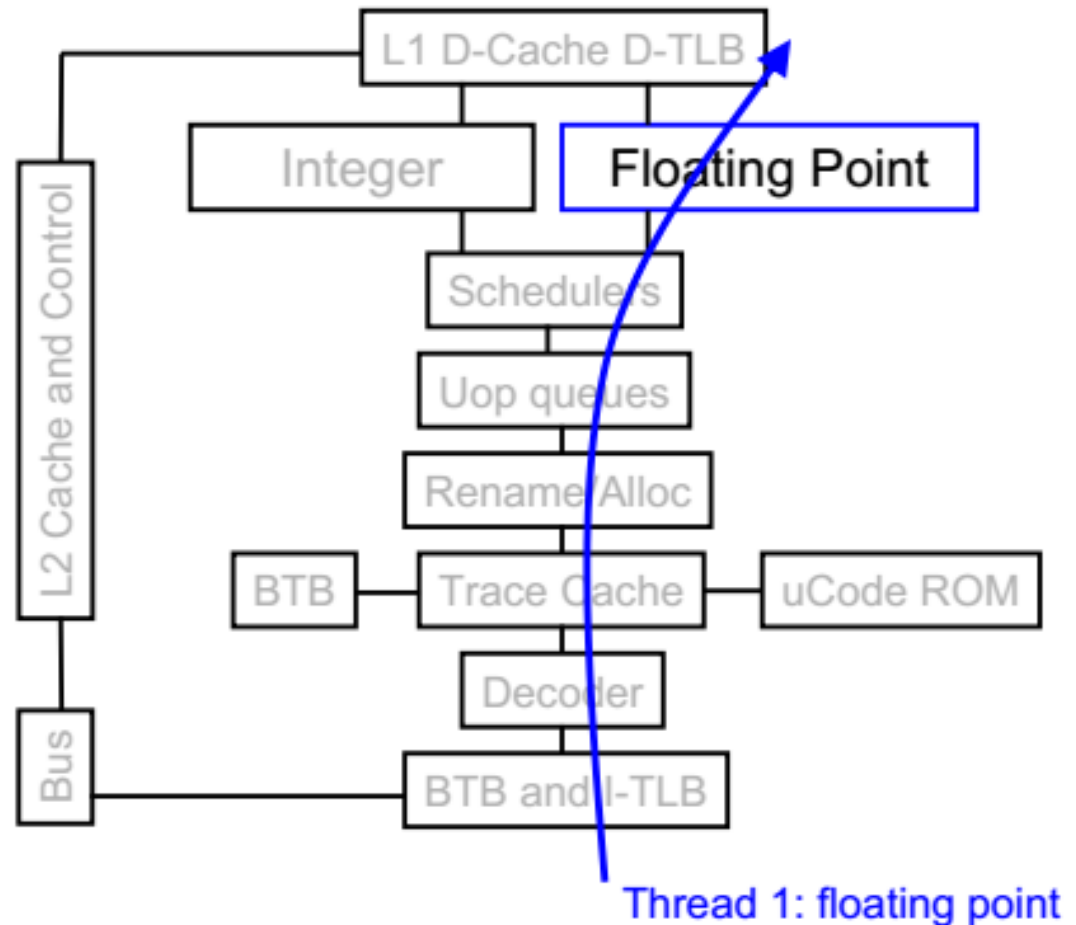 L1 D-Cache D-TLB
Integer
Floating Point
L2 Cache and Control
Schedulers
Uop queues
Rename/Alloc
BTB
Trace Cache
uCode ROM
Decoder
Bus
BTB and I-TLB
Thread 1: floating point